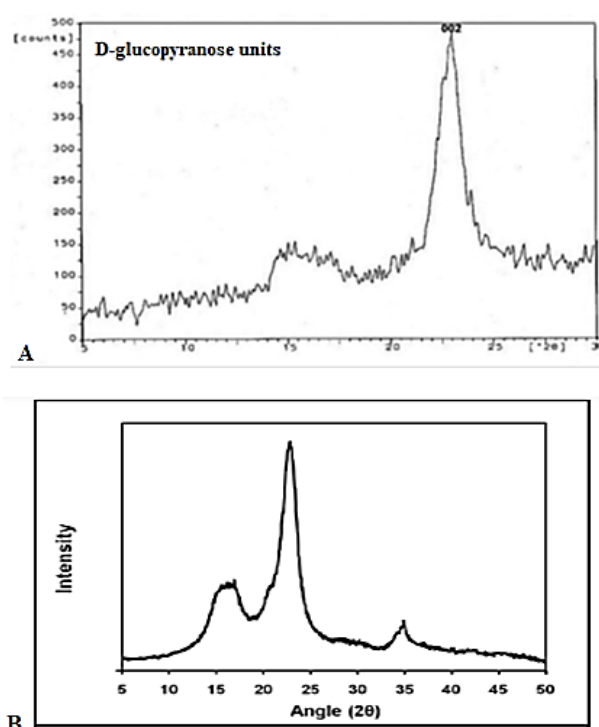 500
002
[counts]
D-glucopyranose units
450
400
350
300
250
200
150
100
50
0
5 10 15 20 25 [°2θ] 3
A
Intensity
5 10 15 20 25 30 35 40 45 50
Angle (2θ)
B